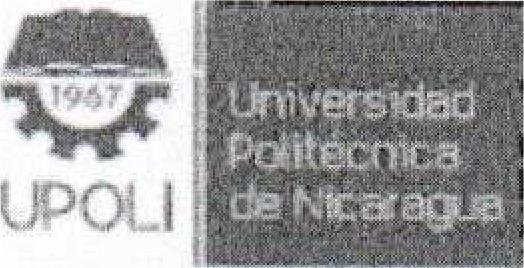 1967
UPOLI
Universidad
Politécnica
de Nicaragua